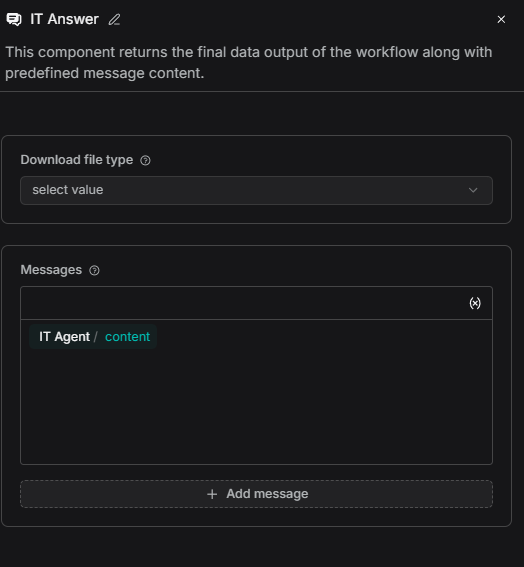 IT Answer
This component returns the final data output of the workflow along with
predefined message content.
Download file type
select value
Messages
(x)
IT Agent / content
Add message